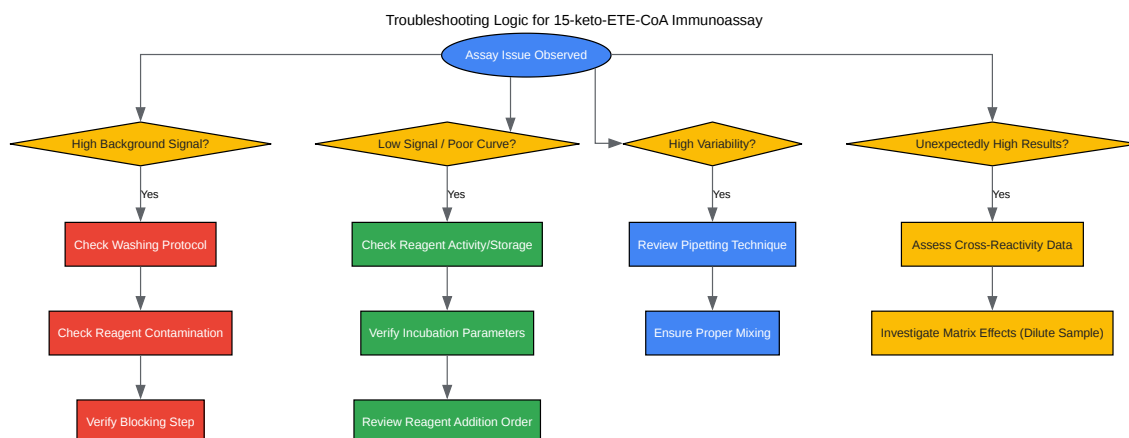 Troubleshooting Logic for 15-keto-ETE-CoA Immunoassay
Assay Issue Observed
High Background Signal?
Low Signal / Poor Curve?
High Variability?
Unexpectedly High Results?
Yes
Yes
Yes
Yes
Check Washing Protocol
Check Reagent Activity/Storage
Review Pipetting Technique
Assess Cross-Reactivity Data
Check Reagent Contamination
Verify Incubation Parameters
Ensure Proper Mixing
Investigate Matrix Effects (Dilute Sample)
Verify Blocking Step
Review Reagent Addition Order